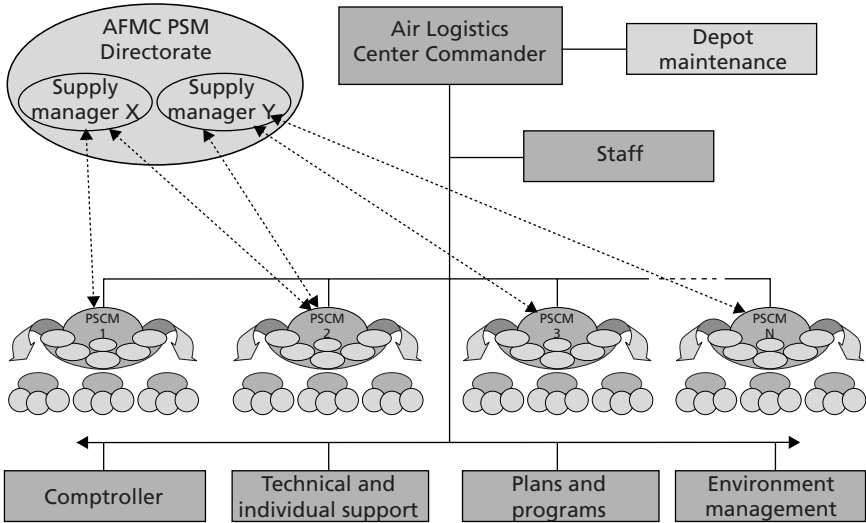 AFMC PSM
Directorate
Supply
manager X
Supply
manager Y
Air Logistics
Center Commander
Depot
maintenance
Staff
PSCM
1
PSCM
2
PSCM
3
PSCM
N
Comptroller
Technical and
individual support
Plans and
programs
Environment
management